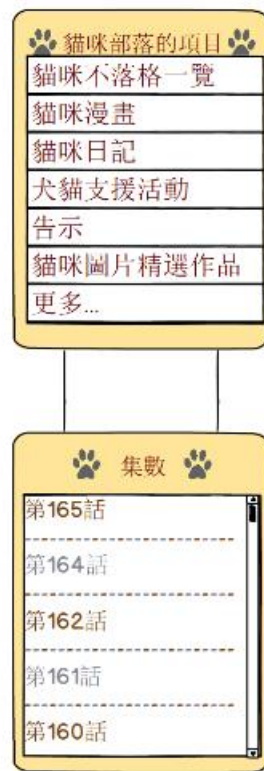 貓咪部落的項目
貓咪不落格一覽
貓咪漫畫
貓咪日記
犬貓支援活動
告示
貓咪圖片精選作品
更多...
集數
第165話
第164話
第162話
第161話
第160話